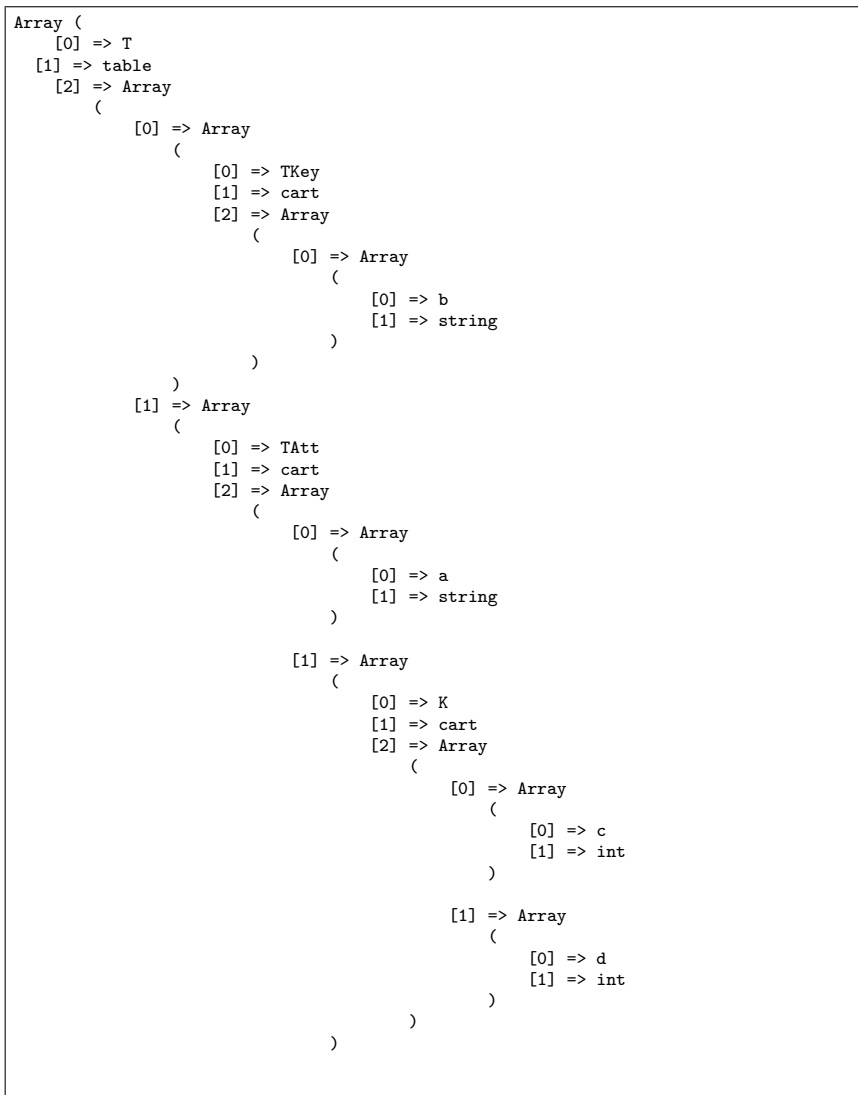 Array (
    [0] => T
  [1] => table
    [2] => Array
        (
            [0] => Array
                (
                    [0] => TKey
                    [1] => cart
                    [2] => Array
                        (
                            [0] => Array
                                (
                                    [0] => b
                                    [1] => string
                                )
                        )
                )
            [1] => Array
                (
                    [0] => TAtt
                    [1] => cart
                    [2] => Array
                        (
                            [0] => Array
                                (
                                    [0] => a
                                    [1] => string
                                )
                            [1] => Array
                                (
                                    [0] => K
                                    [1] => cart
                                    [2] => Array
                                        (
                                            [0] => Array
                                                (
                                                    [0] => c
                                                    [1] => int
                                                )
                                            [1] => Array
                                                (
                                                    [0] => d
                                                    [1] => int
                                                )
                                        )
                                )